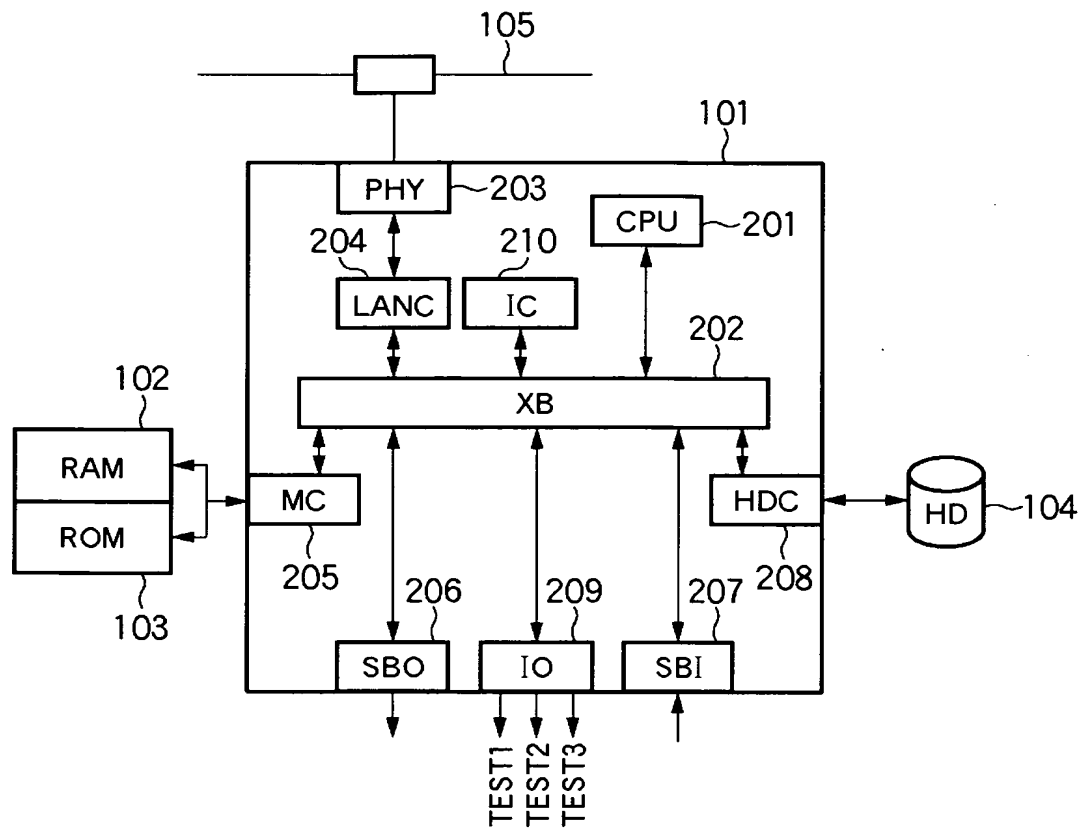 105
101
PHY
203
CPU
201
204
210
LANC
IC
202
XB
102
RAM
ROM
103
MC
205
HDC
208
HD
104
206
209
207
SBO
IO
SBI
TEST1
TEST2
TEST3